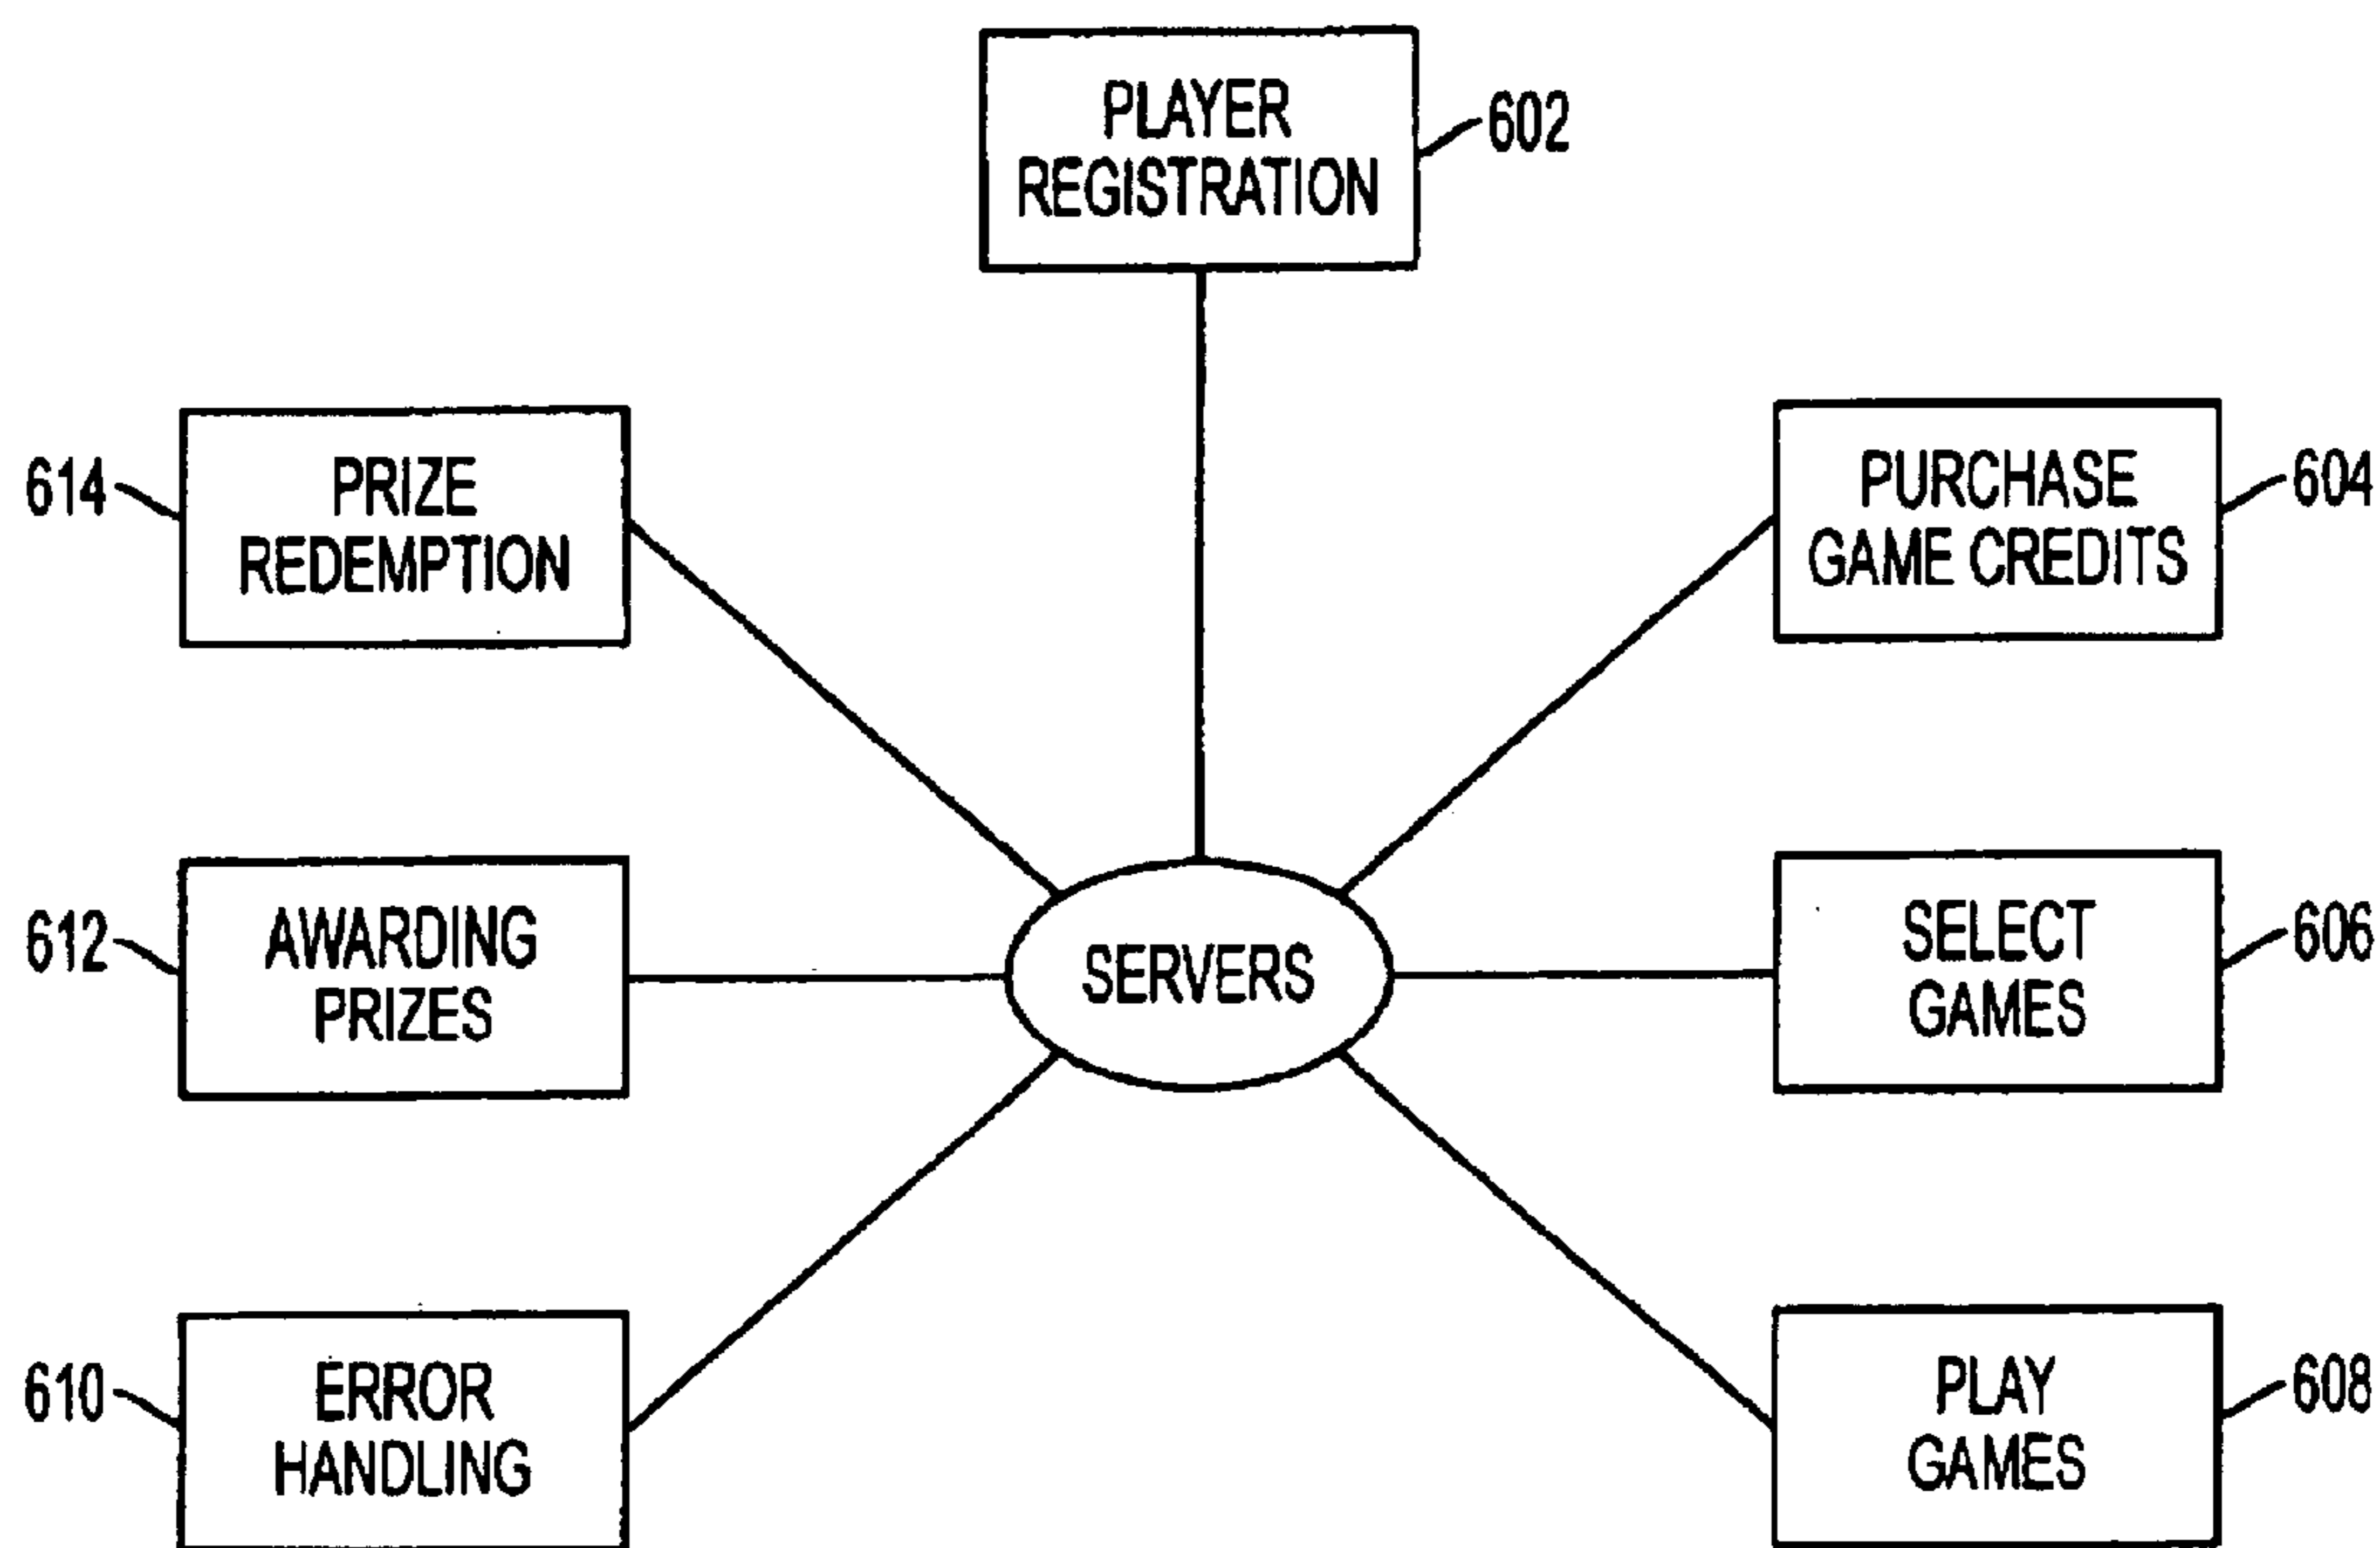 PLAYER
REGISTRATION
602
PRIZE
REDEMPTION
614
PURCHASE
GAME CREDITS
604
AWARDING
PRIZES
612
SERVERS
SELECT
GAMES
606
ERROR
HANDLING
610
PLAY
GAMES
608